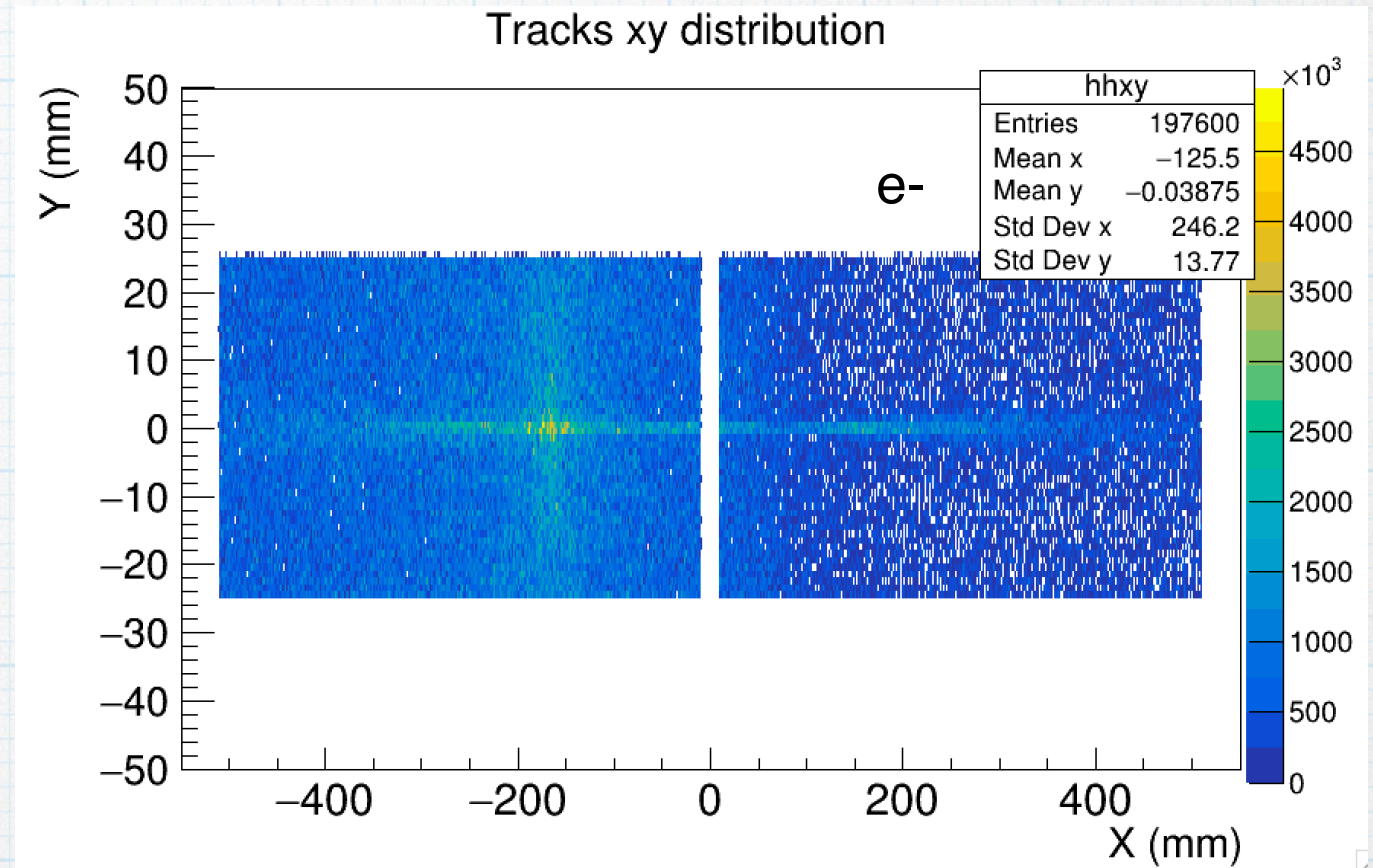 Tracks xy distribution
hhxy
Entries 197600
Mean x −125.5
Mean y −0.03875
Std Dev x 246.2
Std Dev y 13.77
e-
×10³
Y (mm)
50
40
30
20
10
0
−10
−20
−30
−40
−50
4500
4000
3500
3000
2500
2000
1500
1000
500
0
−400 −200 0 200 400
X (mm)